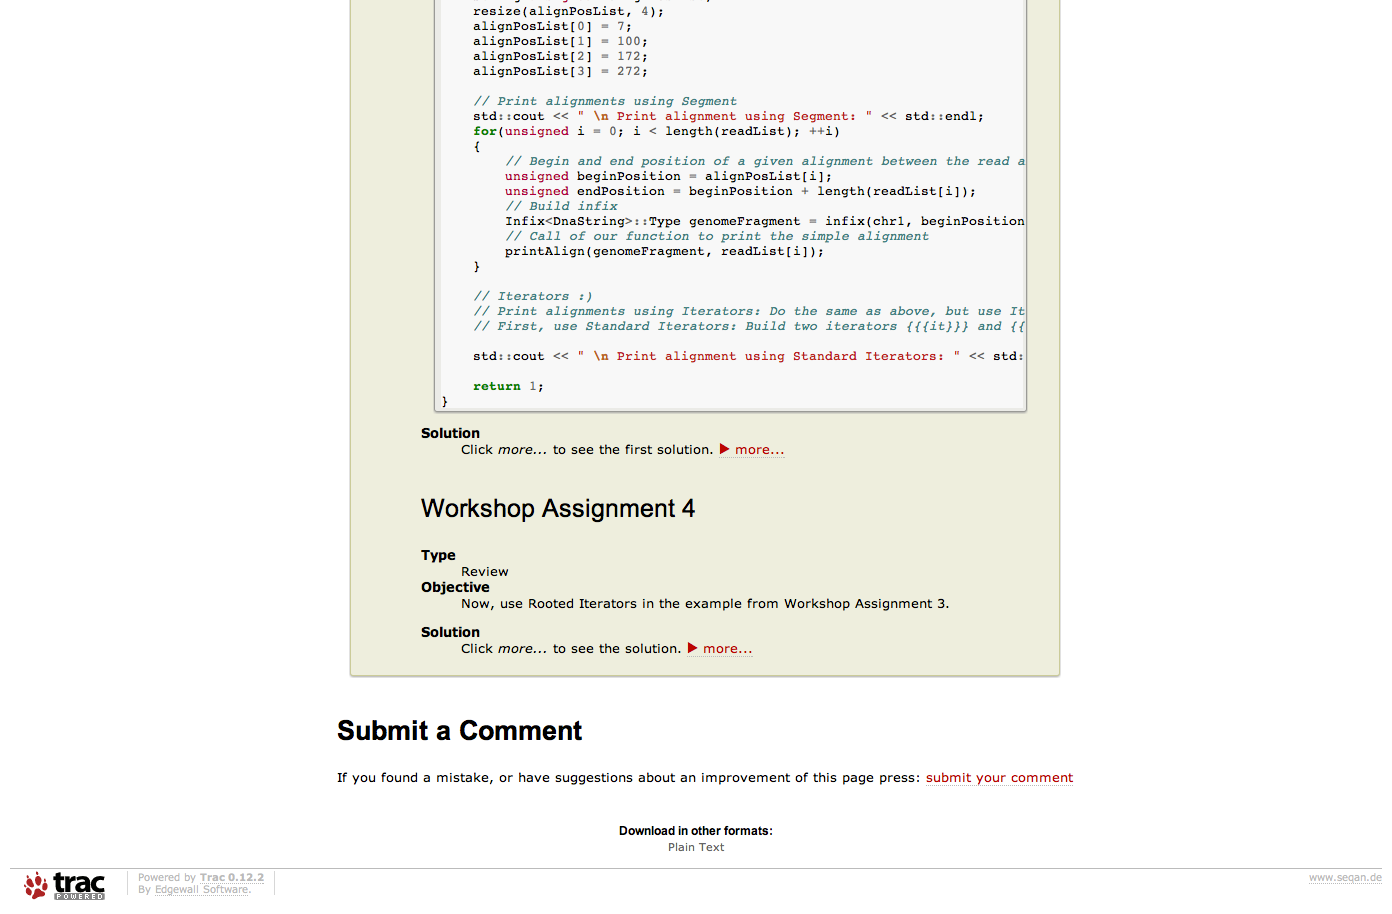 resize(alignPosList, 4);
alignPosList[0] = 7;
alignPosList[1] = 100;
alignPosList[2] = 172;
alignPosList[3] = 272;
// Print alignments using Segment
std::cout << " \n Print alignment using Segment: " << std::endl;
for(unsigned i = 0; i < length(readList); ++i)
{
// Begin and end position of a given alignment between the read a
unsigned beginPosition = alignPosList[i];
unsigned endPosition = beginPosition + length(readList[i]);
// Build infix
Infix<DnaString>::Type genomeFragment = infix(chr1, beginPosition
// Call of our function to print the simple alignment
printAlign(genomeFragment, readList[i]);
}
// Iterators :)
// Print alignments using Iterators: Do the same as above, but use It
// First, use Standard Iterators: Build two iterators {{{it}}} and {{
std::cout << " \n Print alignment using Standard Iterators: " << std:
return 1;
}
Solution
Click more... to see the first solution. ▶ more...
Workshop Assignment 4
Type
Review
Objective
Now, use Rooted Iterators in the example from Workshop Assignment 3.
Solution
Click more... to see the solution. ▶ more...
Submit a Comment
If you found a mistake, or have suggestions about an improvement of this page press: submit your comment
Download in other formats:
Plain Text
trac POWERED
Powered by Trac 0.12.2
By Edgewall Software.
www.seqan.de